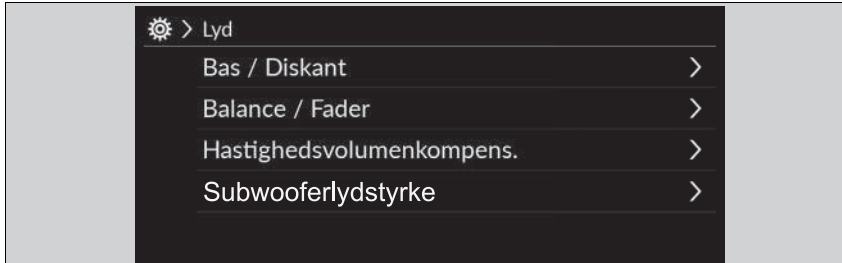 > Lyd
Bas / Diskant >
Balance / Fader >
Hastighedsvolumenkompens. >
Subwooferlydstyrke >